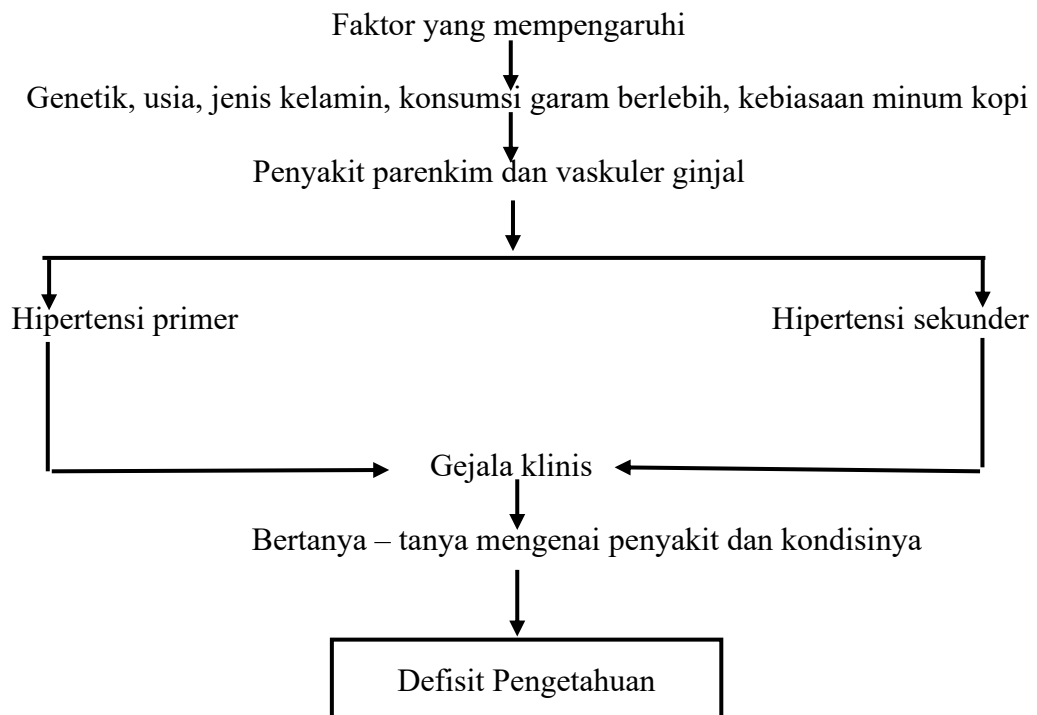 Faktor yang mempengaruhi
Genetik, usia, jenis kelamin, konsumsi garam berlebih, kebiasaan minum kopi
Penyakit parenkim dan vaskuler ginjal
Hipertensi primer
Hipertensi sekunder
Gejala klinis
Bertanya – tanya mengenai penyakit dan kondisinya
Defisit Pengetahuan